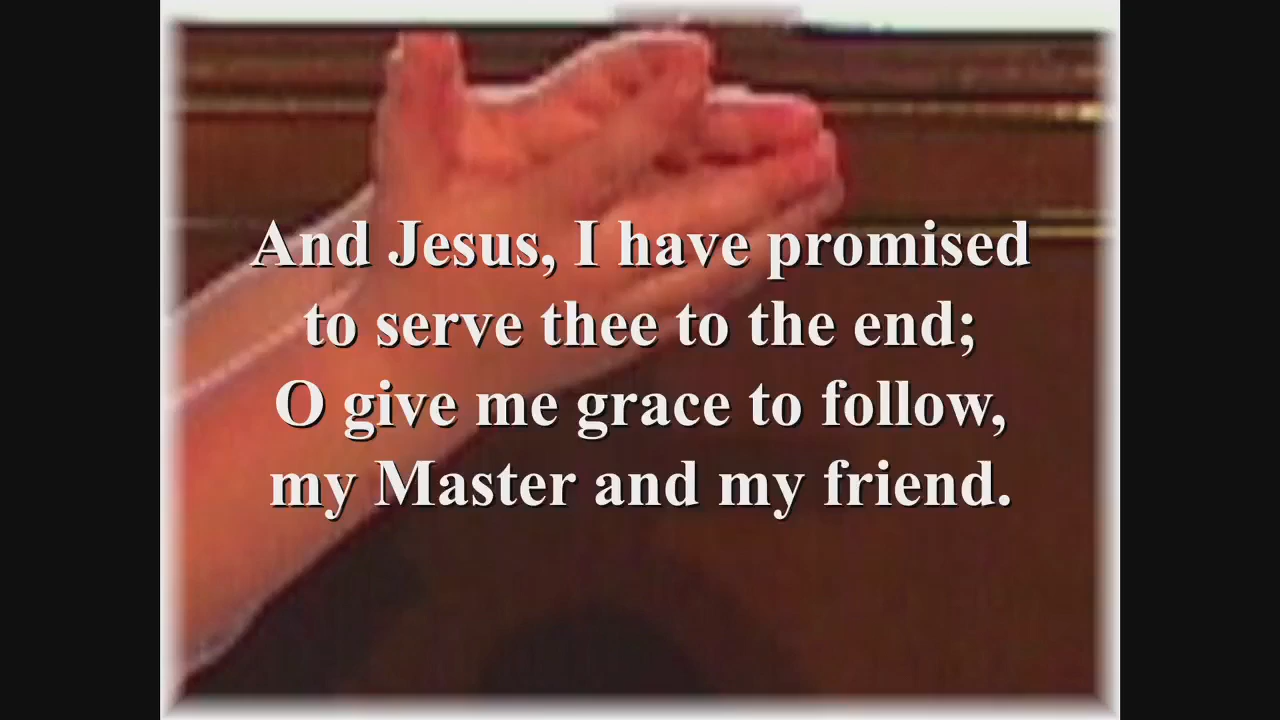 And Jesus, I have promised
to serve thee to the end;
O give me grace to follow,
my Master and my friend.